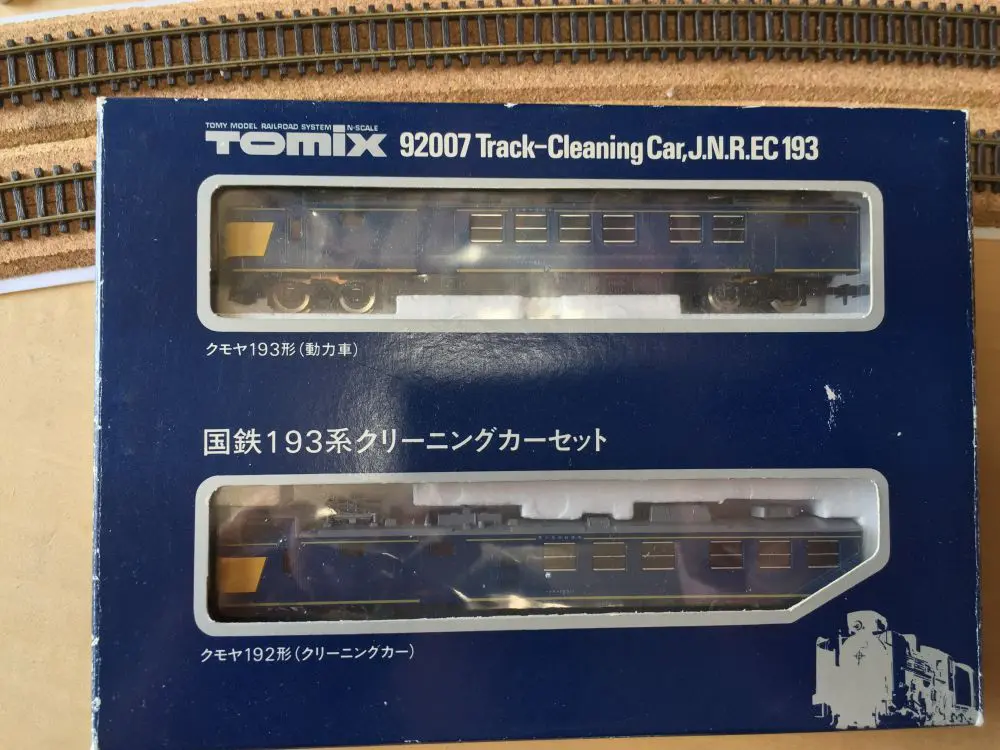 TOMY MODEL RAILROAD SYSTEM N-SCALE
TOMIX 92007 Track-Cleaning Car,J.N.R.EC 193
クモヤ193形(動力車)
国鉄193系クリーニングカーセット
クモヤ192形(クリーニングカー)